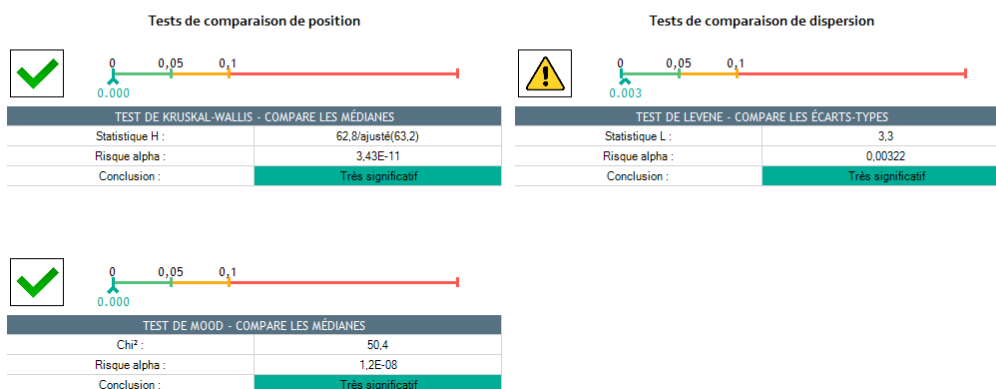 Tests de comparaison de position
0 0,05 0,1
0.000
TEST DE KRUSKAL-WALLIS - COMPARE LES MÉDIANES
Statistique H : 62,8/ajusté(63,2)
Risque alpha : 3,43E-11
Conclusion : Très significatif
Tests de comparaison de dispersion
0 0,05 0,1
0.003
TEST DE LEVENE - COMPARE LES ÉCARTS-TYPES
Statistique L : 3,3
Risque alpha : 0,00322
Conclusion : Très significatif
0 0,05 0,1
0.000
TEST DE MOOD - COMPARE LES MÉDIANES
Chi² : 50,4
Risque alpha : 1,2E-08
Conclusion : Très significatif